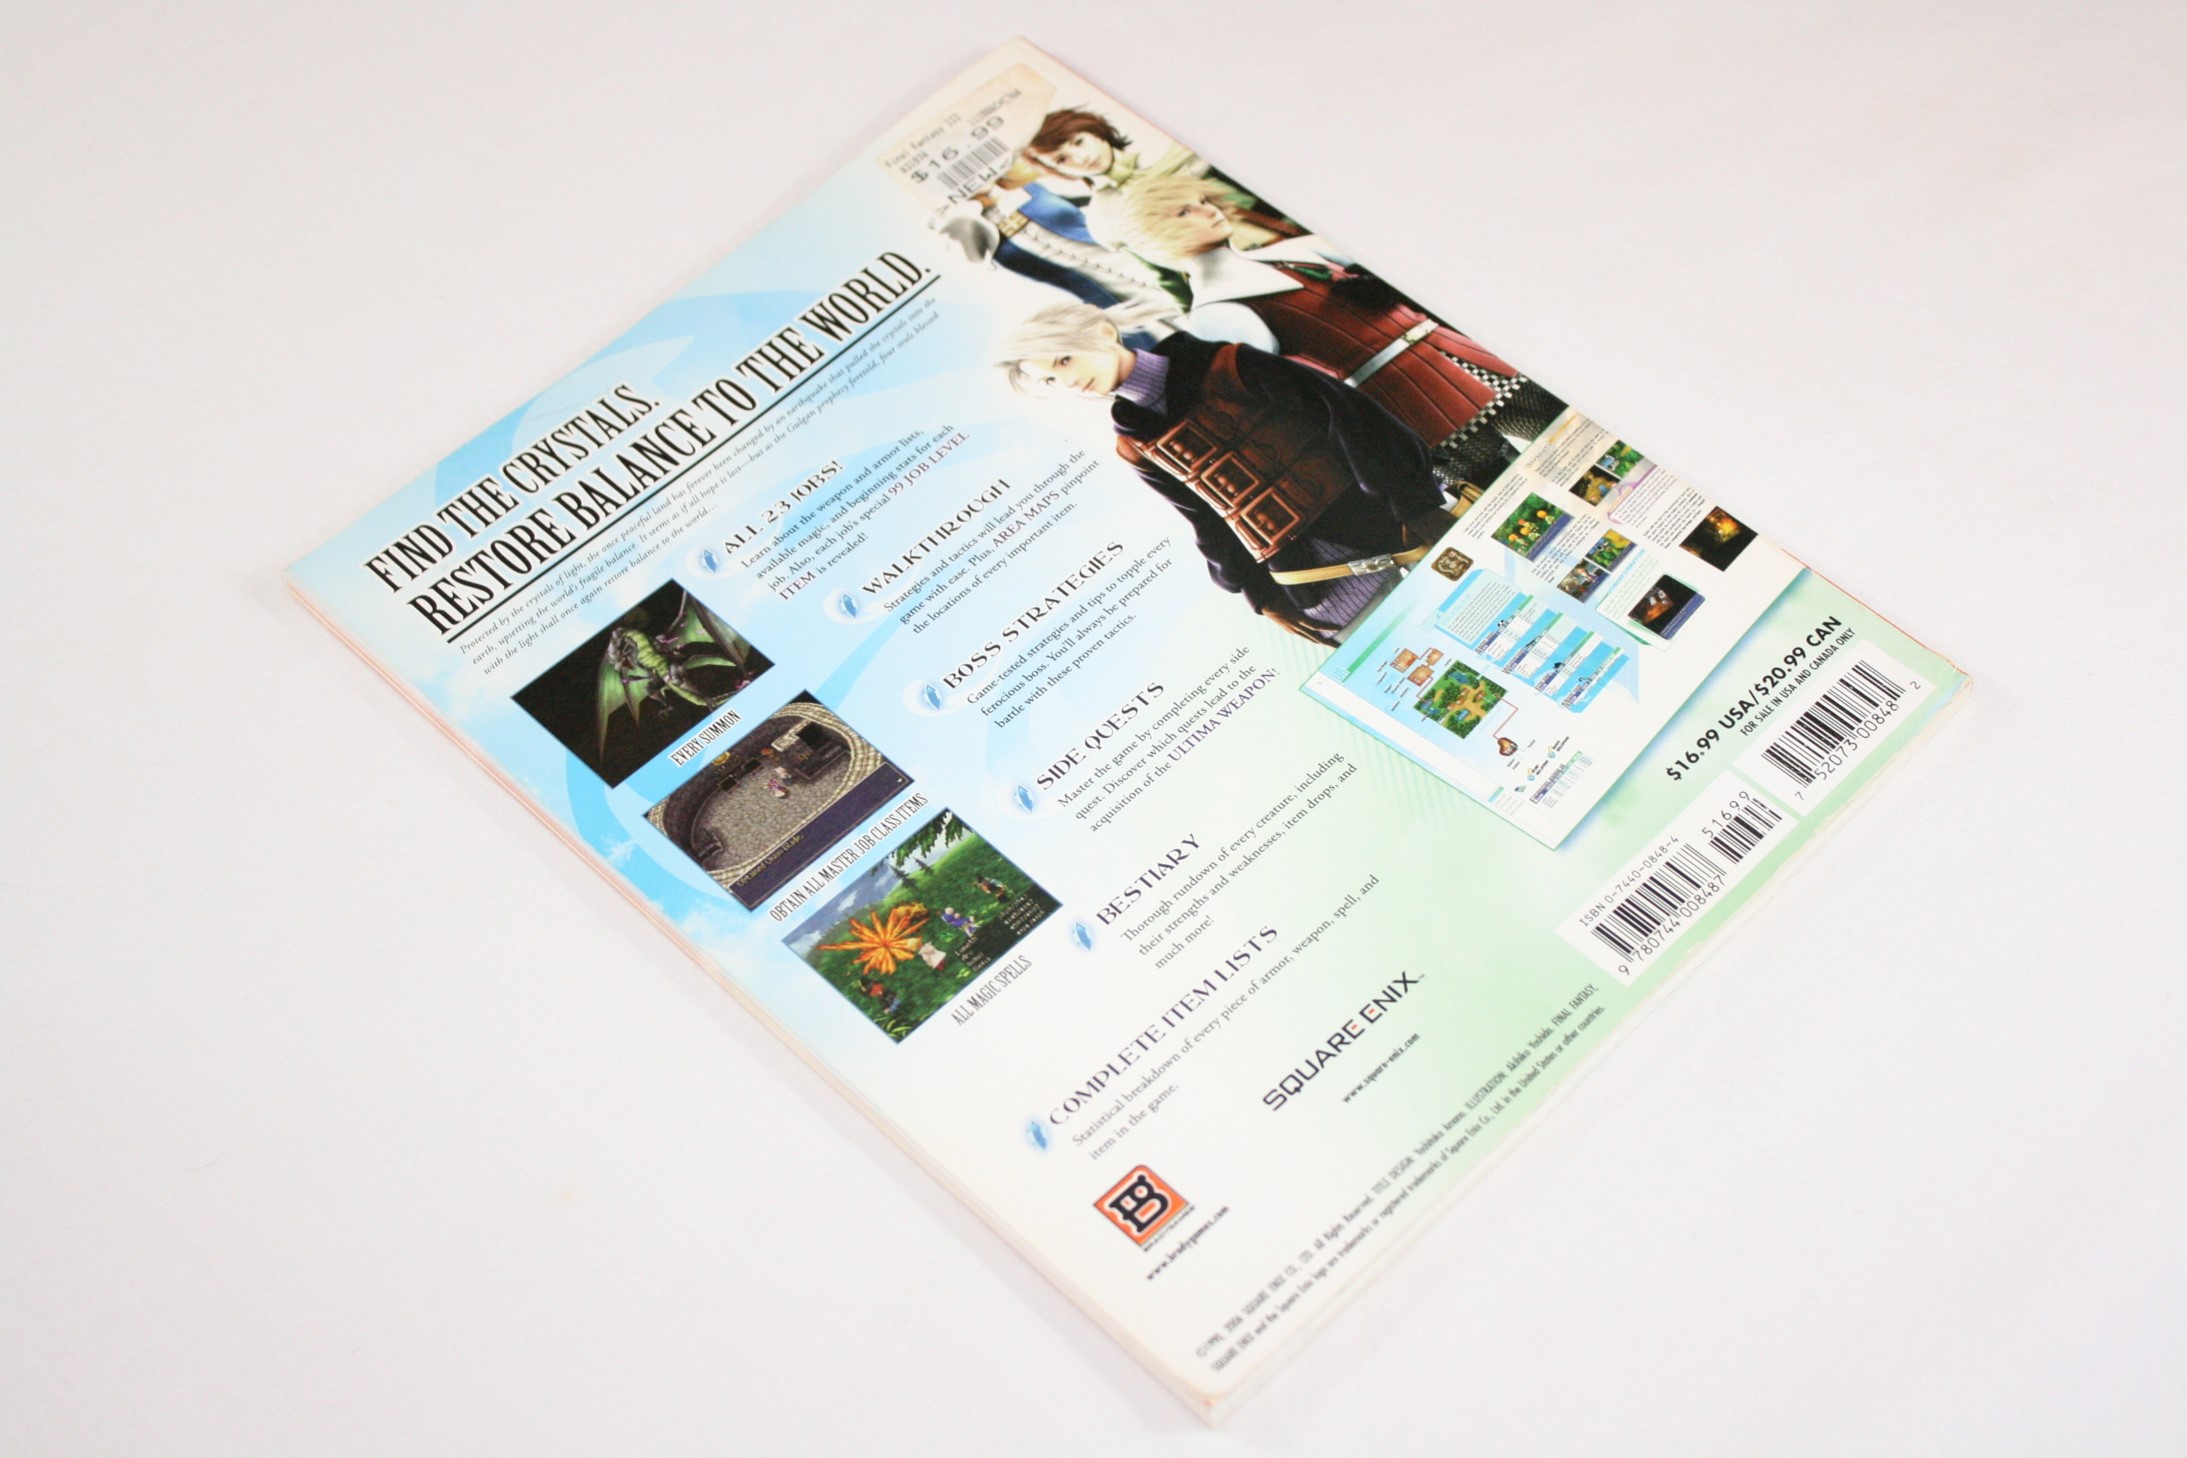 Final Fantasy III
$16.99
>NEW<
FIND THE CRYSTALS.
RESTORE BALANCE TO THE WORLD.
Protected by the crystals of light, the once peaceful land has forever been changed by an earthquake that pulled the crystals into the
earth, upsetting the world's fragile balance. It seems as if all hope is lost—but as the Gulgan prophecy foretold, four souls blessed
with the light shall once again restore balance to the world...
EVERY SUMMON
Obtained Onion Blade.
OBTAIN ALL MASTER JOB CLASS ITEMS
ALL MAGIC SPELLS
ALL 23 JOBS!
Learn about the weapon and armor lists,
available magic, and beginning stats for each
job. Also, each job's special 99 JOB LEVEL
ITEM is revealed!
WALKTHROUGH
Strategies and tactics will lead you through the
game with ease. Plus, AREA MAPS pinpoint
the locations of every important item.
BOSS STRATEGIES
Game-tested strategies and tips to topple every
ferocious boss. You'll always be prepared for
battle with these proven tactics.
SIDE QUESTS
Master the game by completing every side
quest. Discover which quests lead to the
acquisition of the ULTIMA WEAPON!
BESTIARY
Thorough rundown of every creature, including
their strengths and weaknesses, item drops, and
much more!
COMPLETE ITEM LISTS
Statistical breakdown of every piece of armor, weapon, spell, and
item in the game.
$16.99 USA/$20.99 CAN
FOR SALE IN USA AND CANADA ONLY
7 52073 00848 2
ISBN 0-7440-0848-4
51699
9 780744 008487
SQUARE ENIX™
www.square-enix.com
BRADYGAMES
www.bradygames.com
©1990, 2006 SQUARE ENIX CO., LTD. All Rights Reserved. TITLE DESIGN: Yoshitaka Amano. ILLUSTRATION: Akihiko Yoshida. FINAL FANTASY,
SQUARE ENIX and the Square Enix logo are trademarks or registered trademarks of Square Enix Co., Ltd. in the United States or other countries.